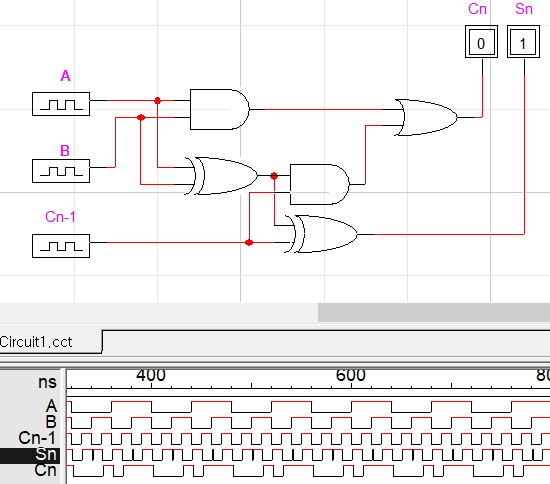 Cn Sn
0 1
A
B
Cn-1
Circuit1.cct
ns 400 600 80
A
B
Cn-1
Sn
Cn